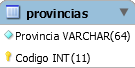 provincias
Provincia VARCHAR(64)
Codigo INT(11)